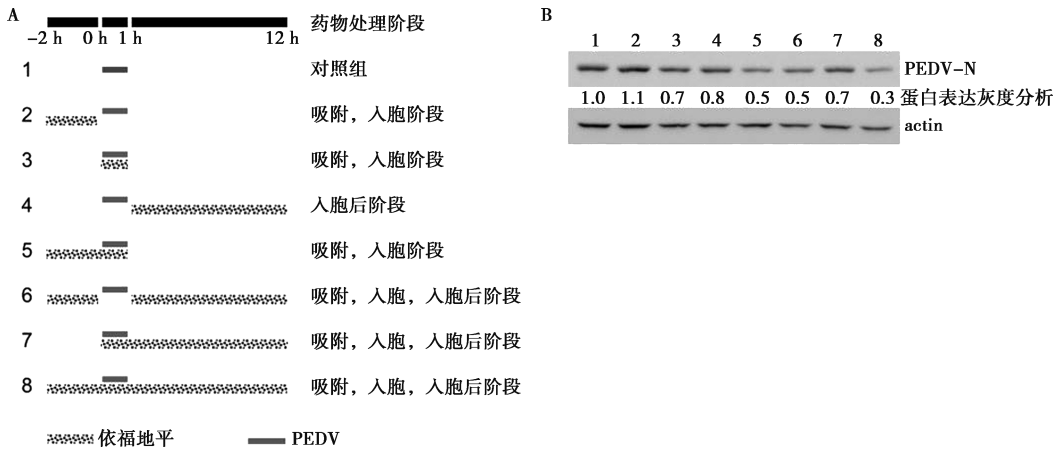 A
药物处理阶段
−2 h 0 h 1 h 12 h
1 对照组
2 吸附，入胞阶段
3 吸附，入胞阶段
4 入胞后阶段
5 吸附，入胞阶段
6 吸附，入胞，入胞后阶段
7 吸附，入胞，入胞后阶段
8 吸附，入胞，入胞后阶段
依福地平 PEDV
B
1 2 3 4 5 6 7 8
PEDV−N
1.0 1.1 0.7 0.8 0.5 0.5 0.7 0.3 蛋白表达灰度分析
actin